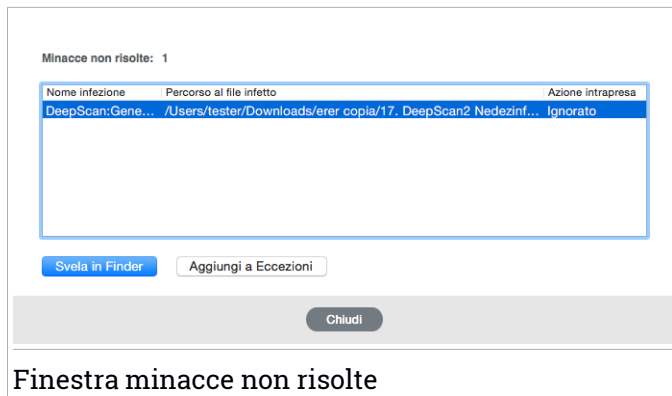 Minacce non risolte: 1
Nome infezione Percorso al file infetto Azione intrapresa
DeepScan:Gene... /Users/tester/Downloads/erer copia/17. DeepScan2 Nedezinf... Ignorato
Svela in Finder Aggiungi a Eccezioni
Chiudi
Finestra minacce non risolte